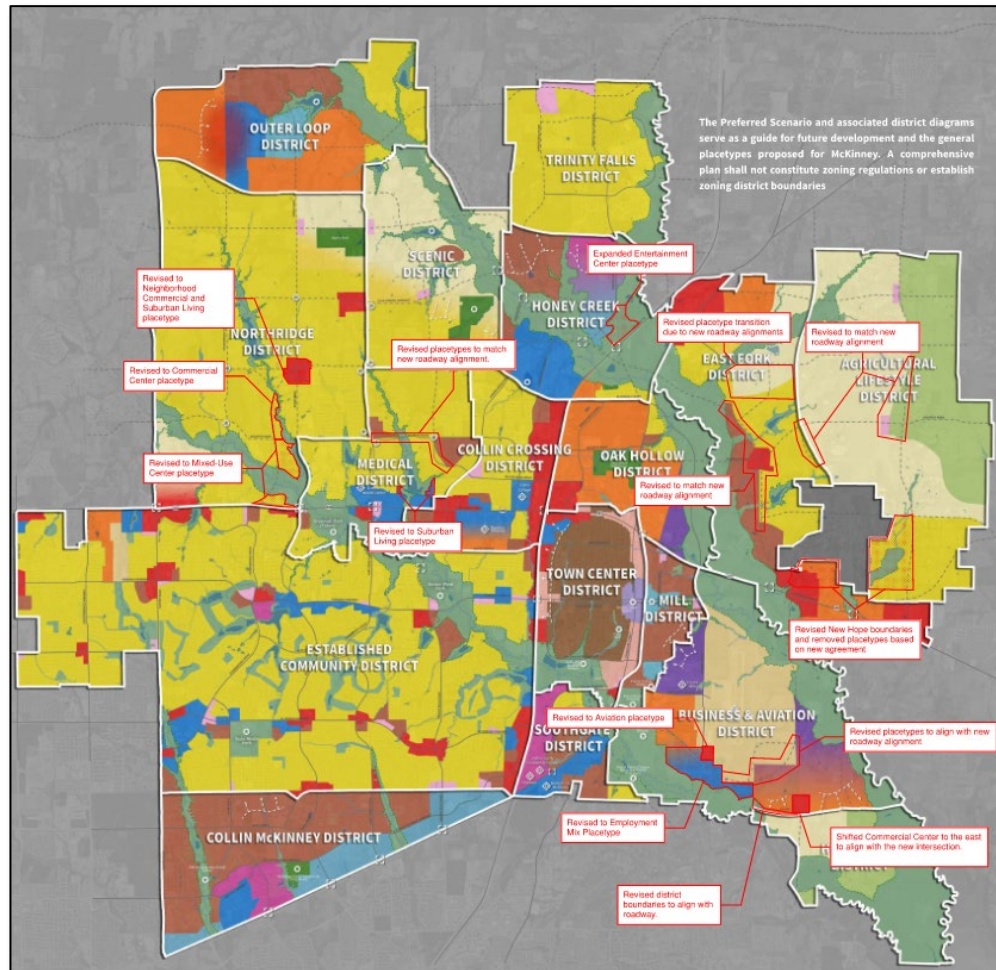 The Preferred Scenario and associated district diagrams
serve as a guide for future development and the general
placetypes proposed for McKinney. A comprehensive
plan shall not constitute zoning regulations or establish
zoning district boundaries
OUTER LOOP
DISTRICT
TRINITY FALLS
DISTRICT
SCENIC
DISTRICT
Expanded Entertainment
Center placetype
HONEY CREEK
DISTRICT
Revised to
Neighborhood
Commercial and
Suburban Living
placetype
NORTHRIDGE
DISTRICT
Revised placetypes to match
new roadway alignment.
Revised placetype transition
due to new roadway alignments
Revised to match new
roadway alignment
EAST FORK
DISTRICT
AGRICULTURAL
LIFESTYLE
DISTRICT
Revised to Commercial
Center placetype
Revised to Mixed-Use
Center placetype
MEDICAL
DISTRICT
COLLIN CROSSING
DISTRICT
OAK HOLLOW
DISTRICT
Revised to match new
roadway alignment
Revised to Suburban
Living placetype
TOWN CENTER
DISTRICT
MILL
DISTRICT
Revised New Hope boundaries
and removed placetypes based
on new agreement
ESTABLISHED
COMMUNITY DISTRICT
Revised to Aviation placetype
BUSINESS & AVIATION
DISTRICT
SOUTHGATE
DISTRICT
Revised placetypes to align with new
roadway alignment
COLLIN McKINNEY DISTRICT
Revised to Employment
Mix Placetype
Shifted Commercial Center to the east
to align with the new intersection.
DISTRICT
Revised district
boundaries to align with
roadway.